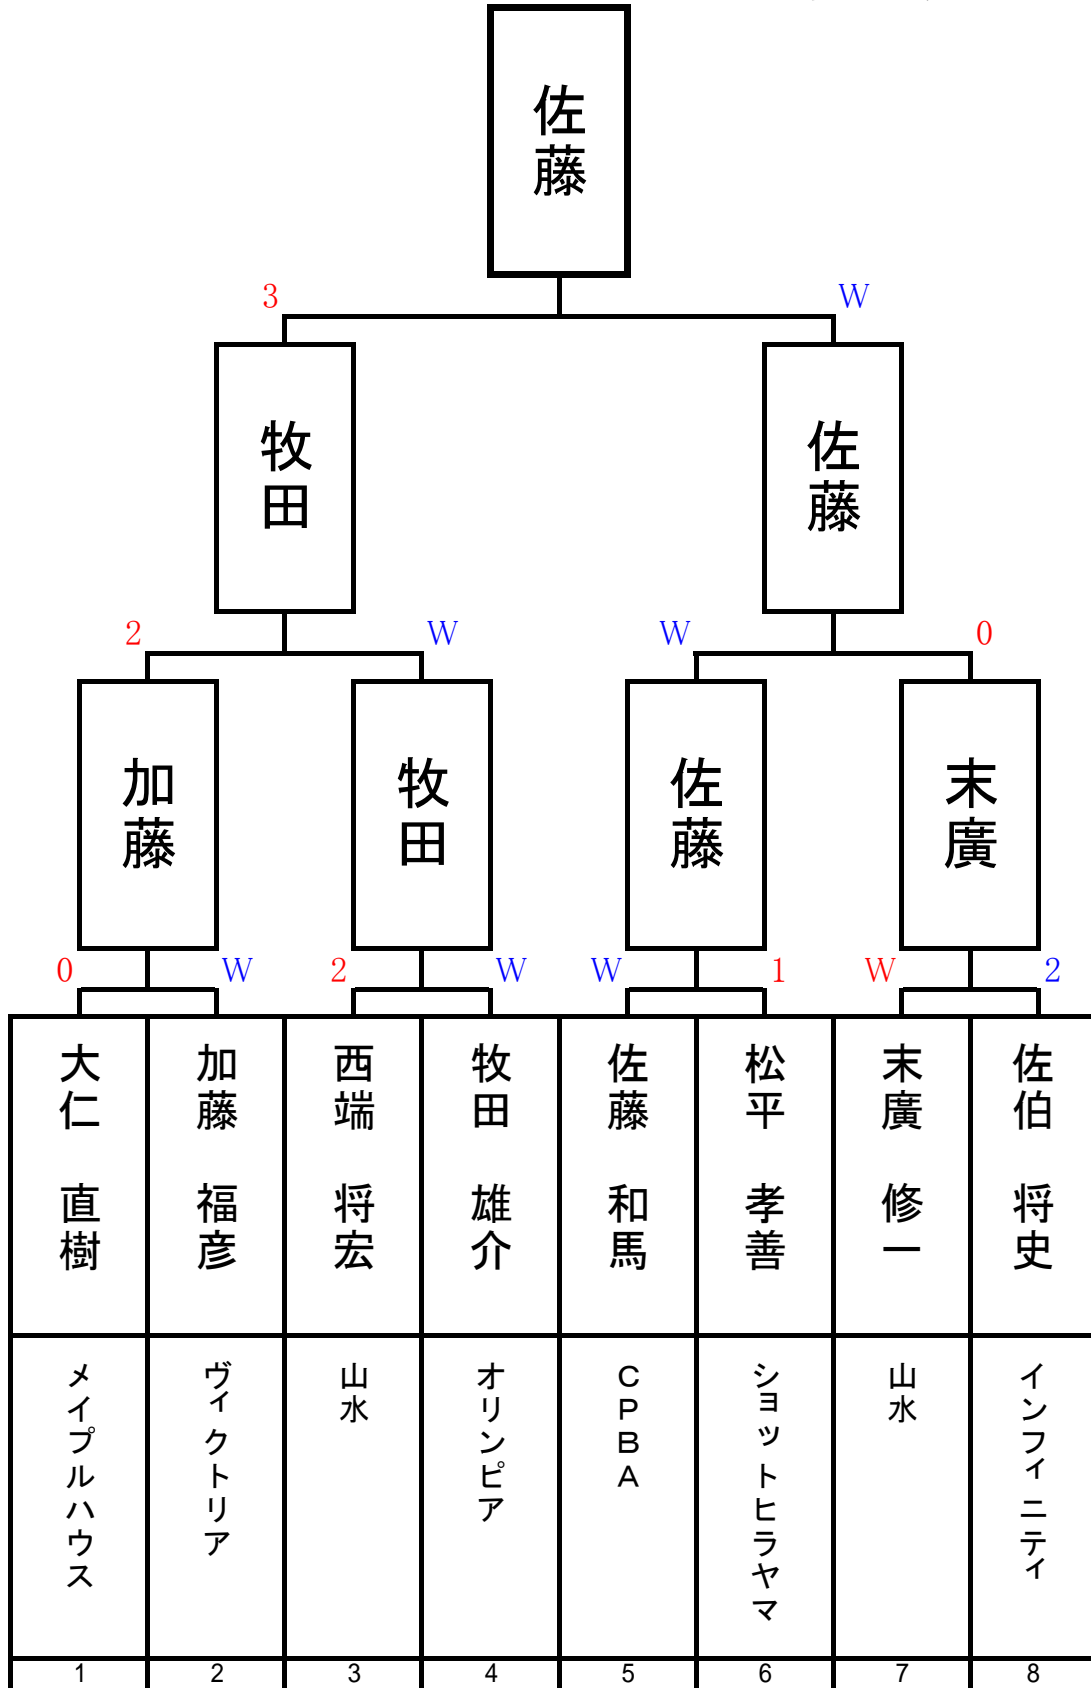 佐藤
3
W
牧田
佐藤
2
W
W
0
加藤
牧田
佐藤
末廣
0
W
2
W
W
1
W
2
大仁 直樹
加藤 福彦
西端 将宏
牧田 雄介
佐藤 和馬
松平 孝善
末廣 修一
佐伯 将史
メイプルハウス
ヴィクトリア
山水
オリンピア
CPBA
ショットヒラヤマ
山水
インフィニティ
1
2
3
4
5
6
7
8